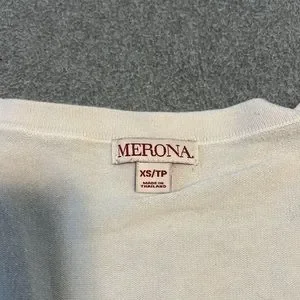 MERONA.
XS/TP
MADE IN
THAILAND